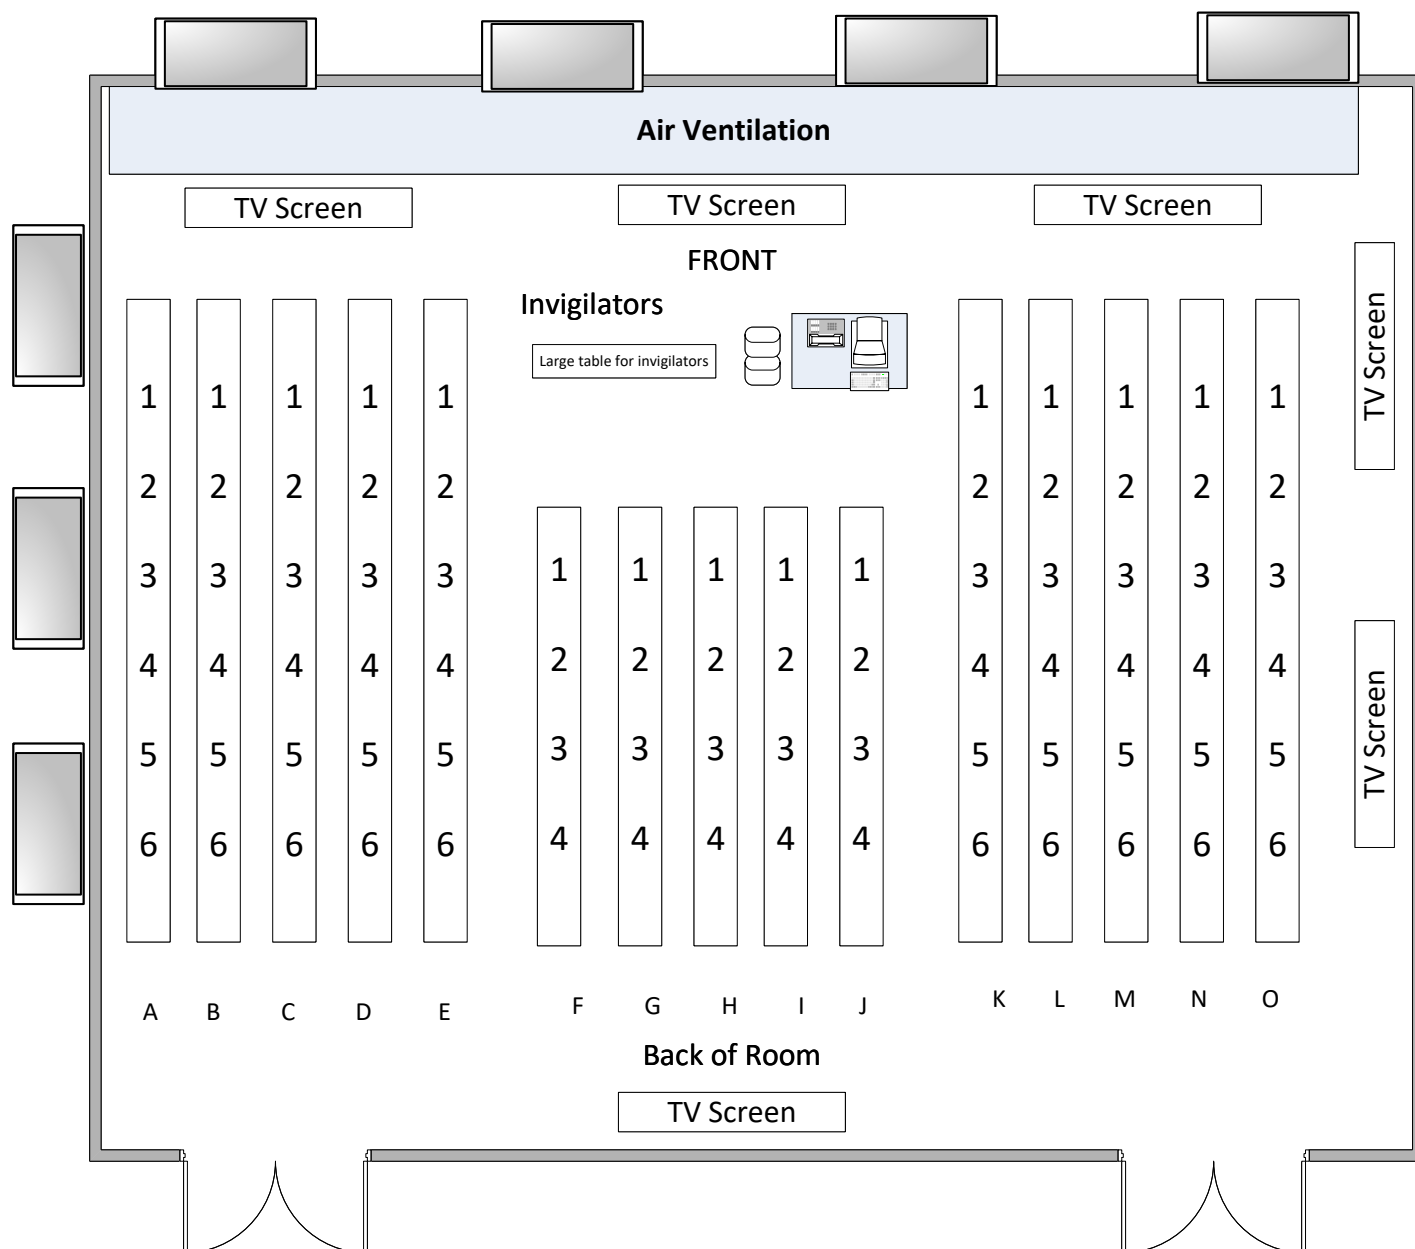 Air Ventilation
TV Screen TV Screen TV Screen
FRONT
Invigilators
Large table for invigilators
TV Screen
1 1 1 1 1 1 1 1 1 1
2 2 2 2 2 2 2 2 2 2
1 1 1 1 1
3 3 3 3 3 3 3 3 3 3
2 2 2 2 2
4 4 4 4 4 4 4 4 4 4
TV Screen
3 3 3 3 3
5 5 5 5 5 5 5 5 5 5
4 4 4 4 4
6 6 6 6 6 6 6 6 6 6
A B C D E F G H I J K L M N O
Back of Room
TV Screen